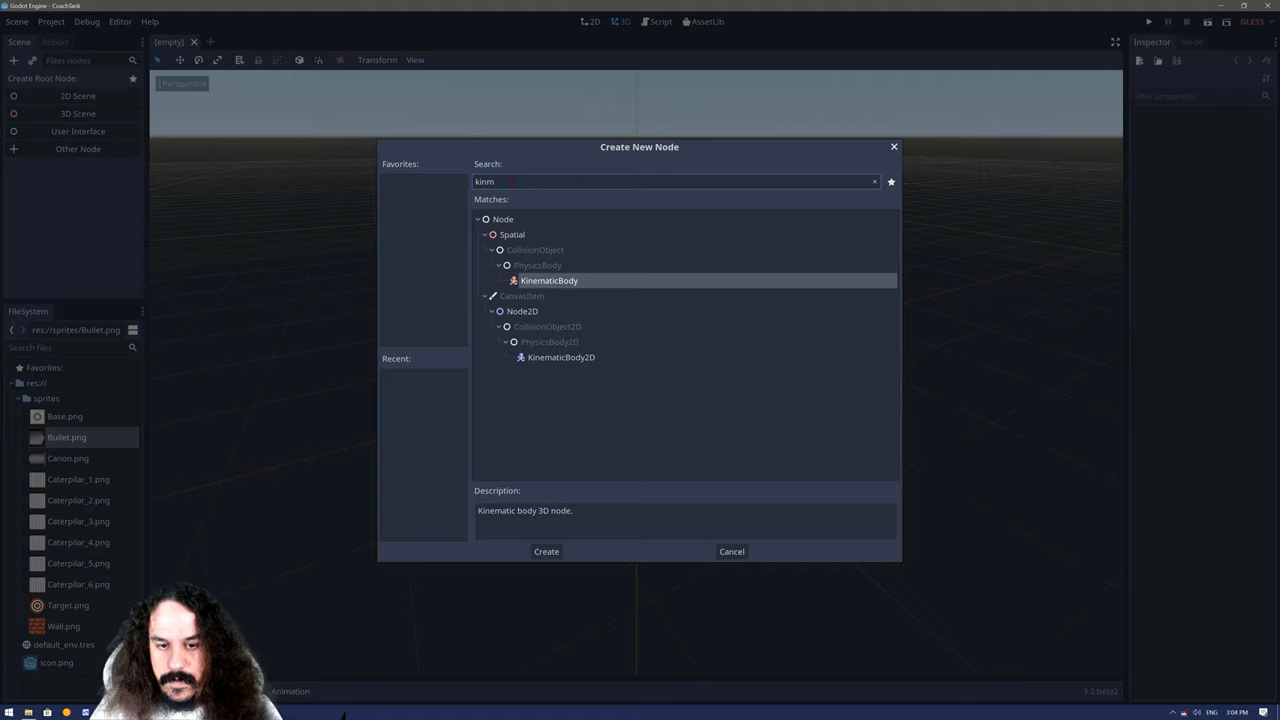 Godot Engine - CoachTank
Scene Project Debug Editor Help
2D 3D Script AssetLib
GLES3
Scene Import
[empty]
Inspector Node
Filter nodes
Transform View
Create Root Node:
2D Scene
3D Scene
User Interface
Other Node
Perspective
Filter properties
Create New Node
Favorites:
Search:
kinm
Matches:
Node
Spatial
CollisionObject
PhysicsBody
KinematicBody
CanvasItem
Node2D
CollisionObject2D
PhysicsBody2D
KinematicBody2D
Recent:
Description:
Kinematic body 3D node.
Create Cancel
FileSystem
res://sprites/Bullet.png
Search files
Favorites:
res://
sprites
Base.png
Bullet.png
Canon.png
Caterpilar_1.png
Caterpilar_2.png
Caterpilar_3.png
Caterpilar_4.png
Caterpilar_5.png
Caterpilar_6.png
Target.png
Wall.png
default_env.tres
icon.png
Animation
3.2.beta2
ENG 3:04 PM